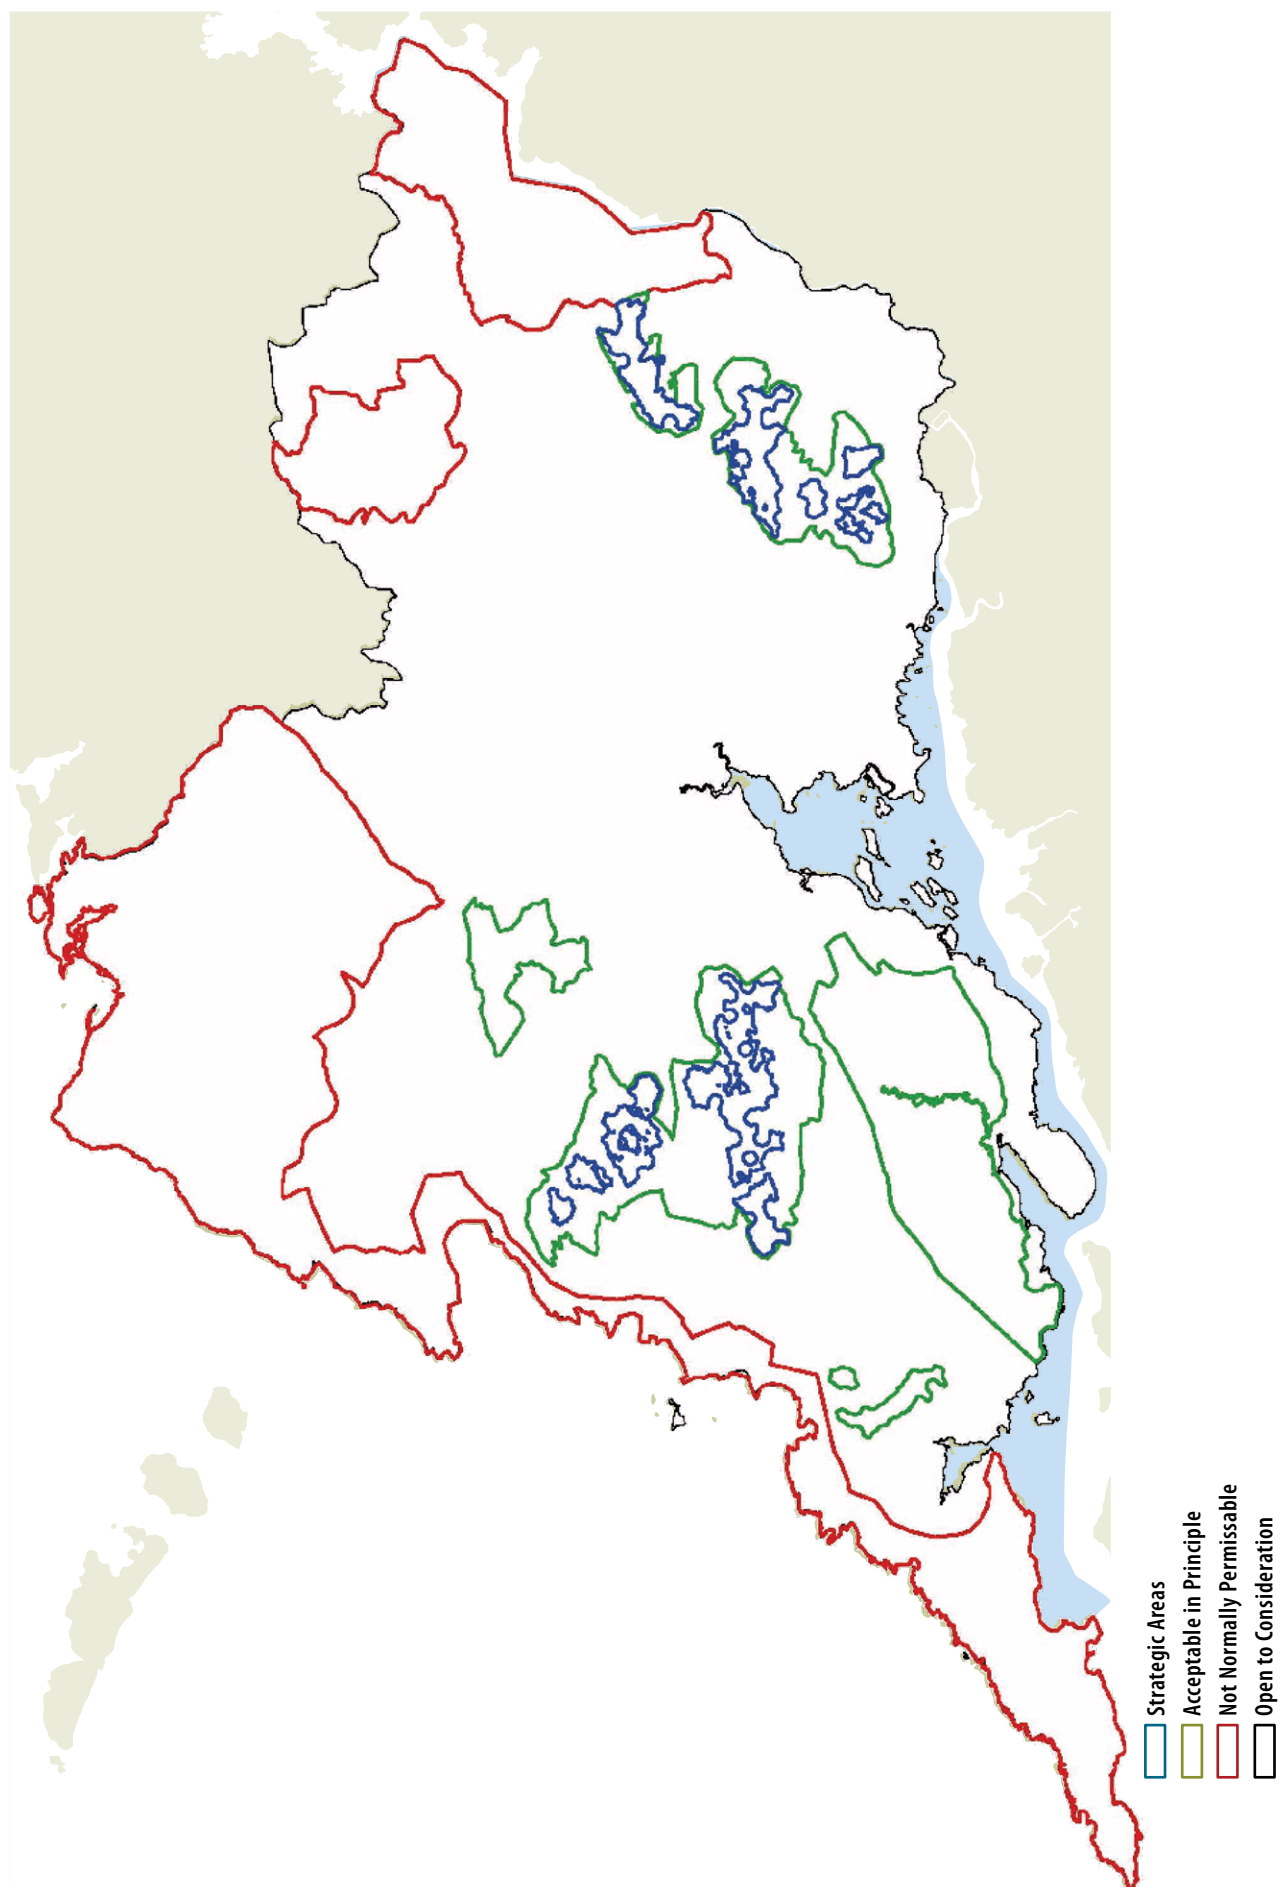 Strategic Areas
Acceptable in Principle
Not Normally Permissable
Open to Consideration